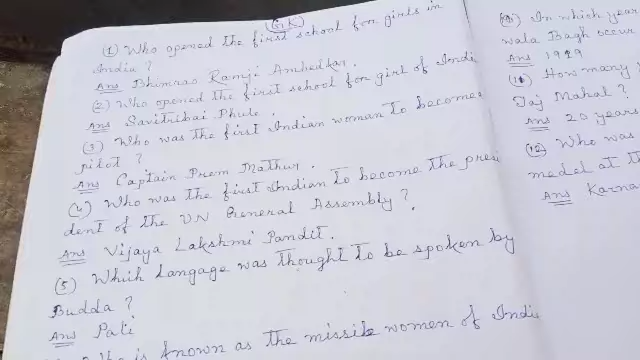 G.K.
(1) Who opened the first school for girls in
India ?
Ans Bhimrao Ramji Ambedkar.
(2) Who opened the first school for girl of Indi
Ans Savitribai Phule.
(3) Who was the first Indian woman to become
pilot ?
Ans Captain Prem Mathur.
(4) Who was the first Indian to become the presi
dent of the UN General Assembly ?
Ans Vijaya Lakshmi Pandit.
(5) Which Langage was thought to be spoken by
Budda ?
Ans Pali
is known as the missile women of Indi
(10) In which year
wala Bagh occur
Ans 1919
(11) How many
Taj Mahal ?
Ans 20 years
(12) Who was
medel at th
Ans Karna